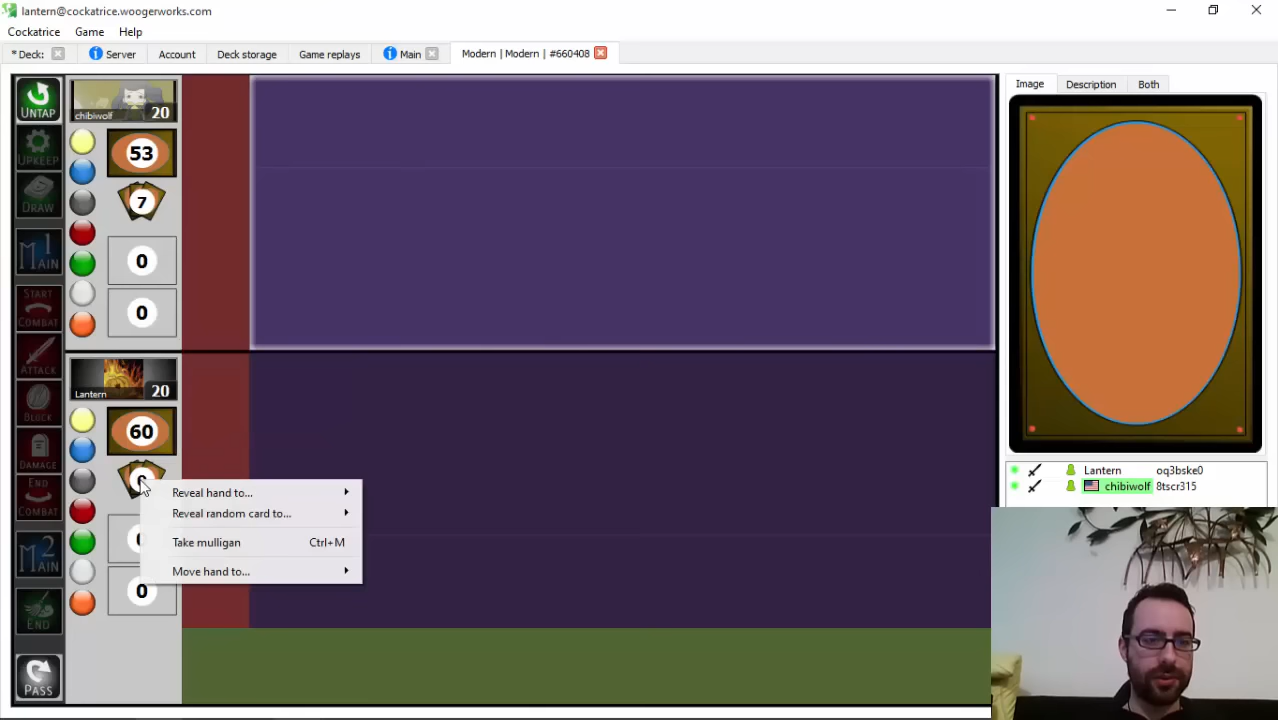 lantern@cockatrice.woogerworks.com
Cockatrice Game Help
* Deck: Server Account Deck storage Game replays Main Modern | Modern | #660408
UNTAP
UPKEEP
DRAW
M1 MAIN
START COMBAT
ATTACK
BLOCK
DAMAGE
END COMBAT
M2 MAIN
END
PASS
chibiwolf 20
53
7
0
0
Lantern 20
60
0
0
Reveal hand to...
Reveal random card to...
Take mulligan Ctrl+M
Move hand to...
Image Description Both
Lantern oq3bske0
chibiwolf 8tscr315